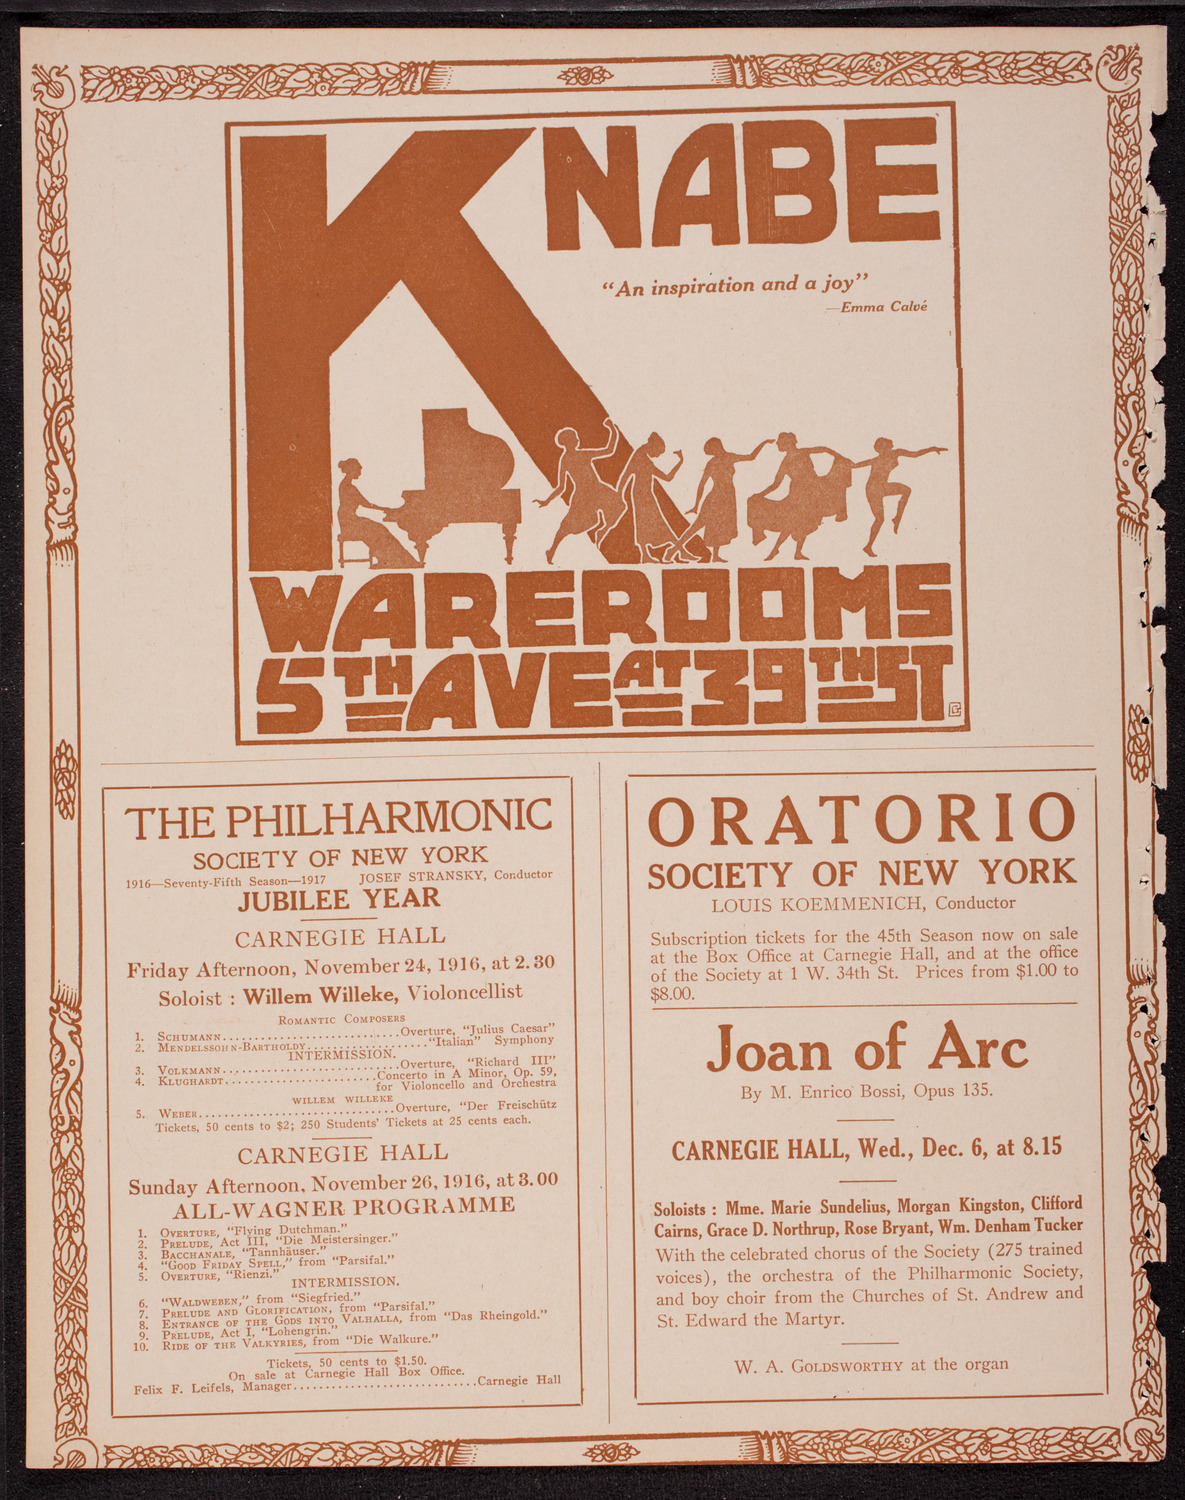 KNABE
“An inspiration and a joy”
—Emma Calvé
WAREROOMS
5TH AVE AT 39TH ST
THE PHILHARMONIC
SOCIETY OF NEW YORK
1916—Seventy-Fifth Season—1917 JOSEF STRANSKY, Conductor
JUBILEE YEAR
CARNEGIE HALL
Friday Afternoon, November 24, 1916, at 2.30
Soloist : Willem Willeke, Violoncellist
ROMANTIC COMPOSERS
1. SCHUMANN............................Overture, “Julius Caesar”
2. MENDELSSOHN-BARTHOLDY...................“Italian” Symphony
INTERMISSION.
3. VOLKMANN............................Overture, “Richard III”
4. KLUGHARDT........................Concerto in A Minor, Op. 59,
for Violoncello and Orchestra
WILLEM WILLEKE
5. WEBER...............................Overture, “Der Freischütz
Tickets, 50 cents to $2; 250 Students’ Tickets at 25 cents each.
CARNEGIE HALL
Sunday Afternoon, November 26, 1916, at 3.00
ALL-WAGNER PROGRAMME
1. OVERTURE, “Flying Dutchman.”
2. PRELUDE, Act III, “Die Meistersinger.”
3. BACCHANALE, “Tannhäuser.”
4. “GOOD FRIDAY SPELL,” from “Parsifal.”
5. OVERTURE, “Rienzi.”
INTERMISSION.
6. “WALDWEBEN,” from “Siegfried.”
7. PRELUDE AND GLORIFICATION, from “Parsifal.”
8. ENTRANCE OF THE GODS INTO VALHALLA, from “Das Rheingold.”
9. PRELUDE, Act I, “Lohengrin.”
10. RIDE OF THE VALKYRIES, from “Die Walkure.”
Tickets, 50 cents to $1.50.
On sale at Carnegie Hall Box Office.
Felix F. Leifels, Manager.............................Carnegie Hall
ORATORIO
SOCIETY OF NEW YORK
LOUIS KOEMMENICH, Conductor
Subscription tickets for the 45th Season now on sale
at the Box Office at Carnegie Hall, and at the office
of the Society at 1 W. 34th St. Prices from $1.00 to
$8.00.
Joan of Arc
By M. Enrico Bossi, Opus 135.
CARNEGIE HALL, Wed., Dec. 6, at 8.15
Soloists : Mme. Marie Sundelius, Morgan Kingston, Clifford
Cairns, Grace D. Northrup, Rose Bryant, Wm. Denham Tucker
With the celebrated chorus of the Society (275 trained
voices), the orchestra of the Philharmonic Society,
and boy choir from the Churches of St. Andrew and
St. Edward the Martyr.
W. A. GOLDSWORTHY at the organ